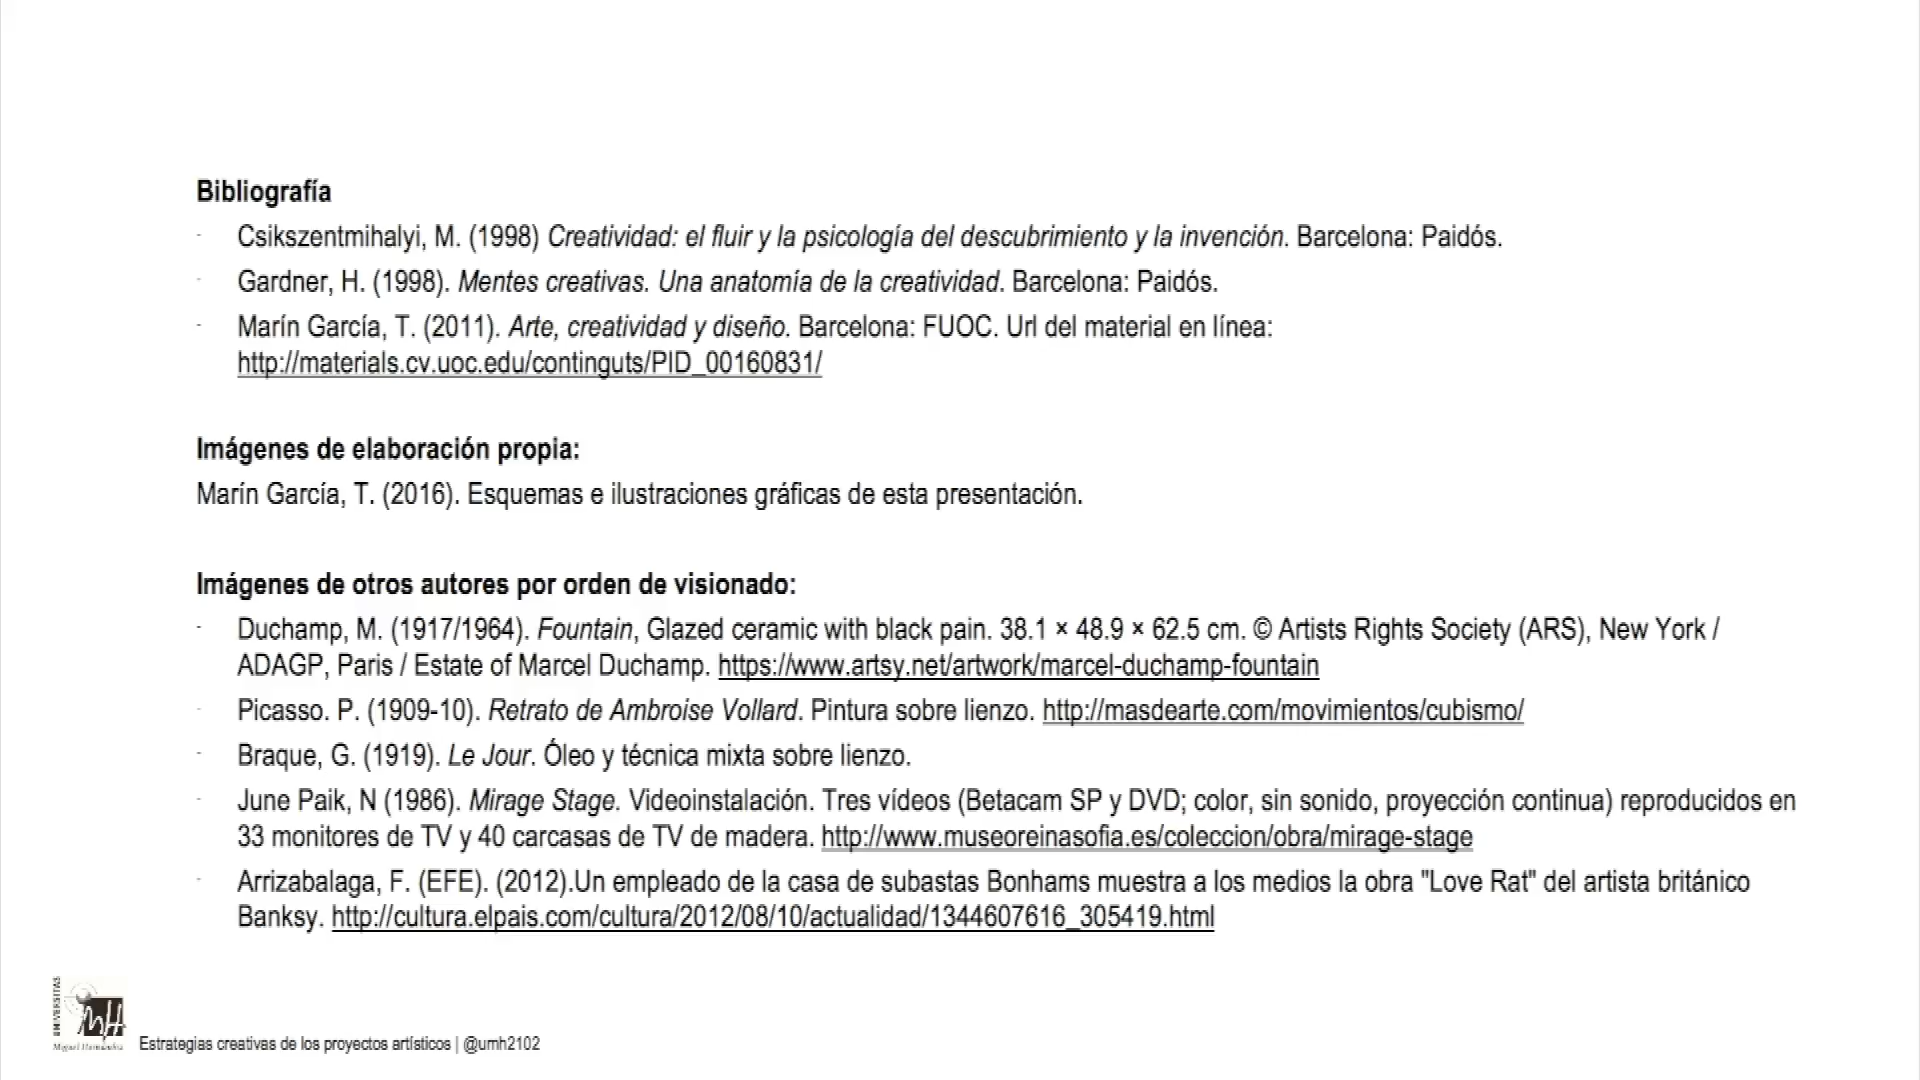 Bibliografía
- Csikszentmihalyi, M. (1998) Creatividad: el fluir y la psicología del descubrimiento y la invención. Barcelona: Paidós.
- Gardner, H. (1998). Mentes creativas. Una anatomía de la creatividad. Barcelona: Paidós.
- Marín García, T. (2011). Arte, creatividad y diseño. Barcelona: FUOC. Url del material en línea:
http://materials.cv.uoc.edu/continguts/PID_00160831/
Imágenes de elaboración propia:
Marín García, T. (2016). Esquemas e ilustraciones gráficas de esta presentación.
Imágenes de otros autores por orden de visionado:
- Duchamp, M. (1917/1964). Fountain, Glazed ceramic with black pain. 38.1 × 48.9 × 62.5 cm. © Artists Rights Society (ARS), New York /
ADAGP, Paris / Estate of Marcel Duchamp. https://www.artsy.net/artwork/marcel-duchamp-fountain
- Picasso. P. (1909-10). Retrato de Ambroise Vollard. Pintura sobre lienzo. http://masdearte.com/movimientos/cubismo/
- Braque, G. (1919). Le Jour. Óleo y técnica mixta sobre lienzo.
- June Paik, N (1986). Mirage Stage. Videoinstalación. Tres vídeos (Betacam SP y DVD; color, sin sonido, proyección continua) reproducidos en
33 monitores de TV y 40 carcasas de TV de madera. http://www.museoreinasofia.es/coleccion/obra/mirage-stage
- Arrizabalaga, F. (EFE). (2012).Un empleado de la casa de subastas Bonhams muestra a los medios la obra "Love Rat" del artista británico
Banksy. http://cultura.elpais.com/cultura/2012/08/10/actualidad/1344607616_305419.html
UNIVERSITAS
mH
Miguel Hernández
Estrategias creativas de los proyectos artísticos | @umh2102